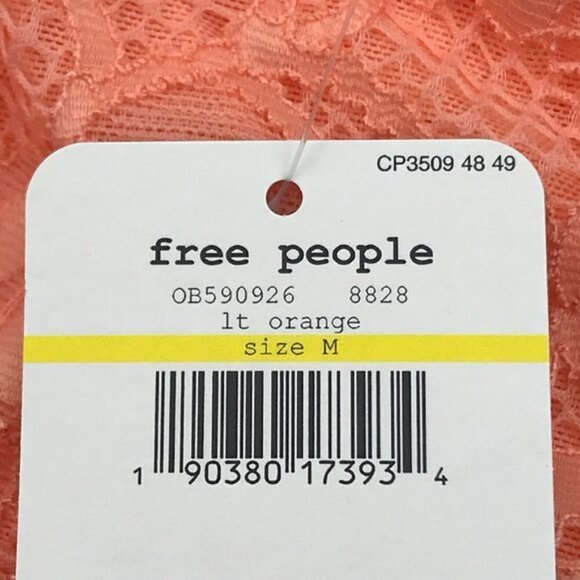 CP3509 48 49
free people
OB590926 8828
lt orange
size M
1 90380 17393 4